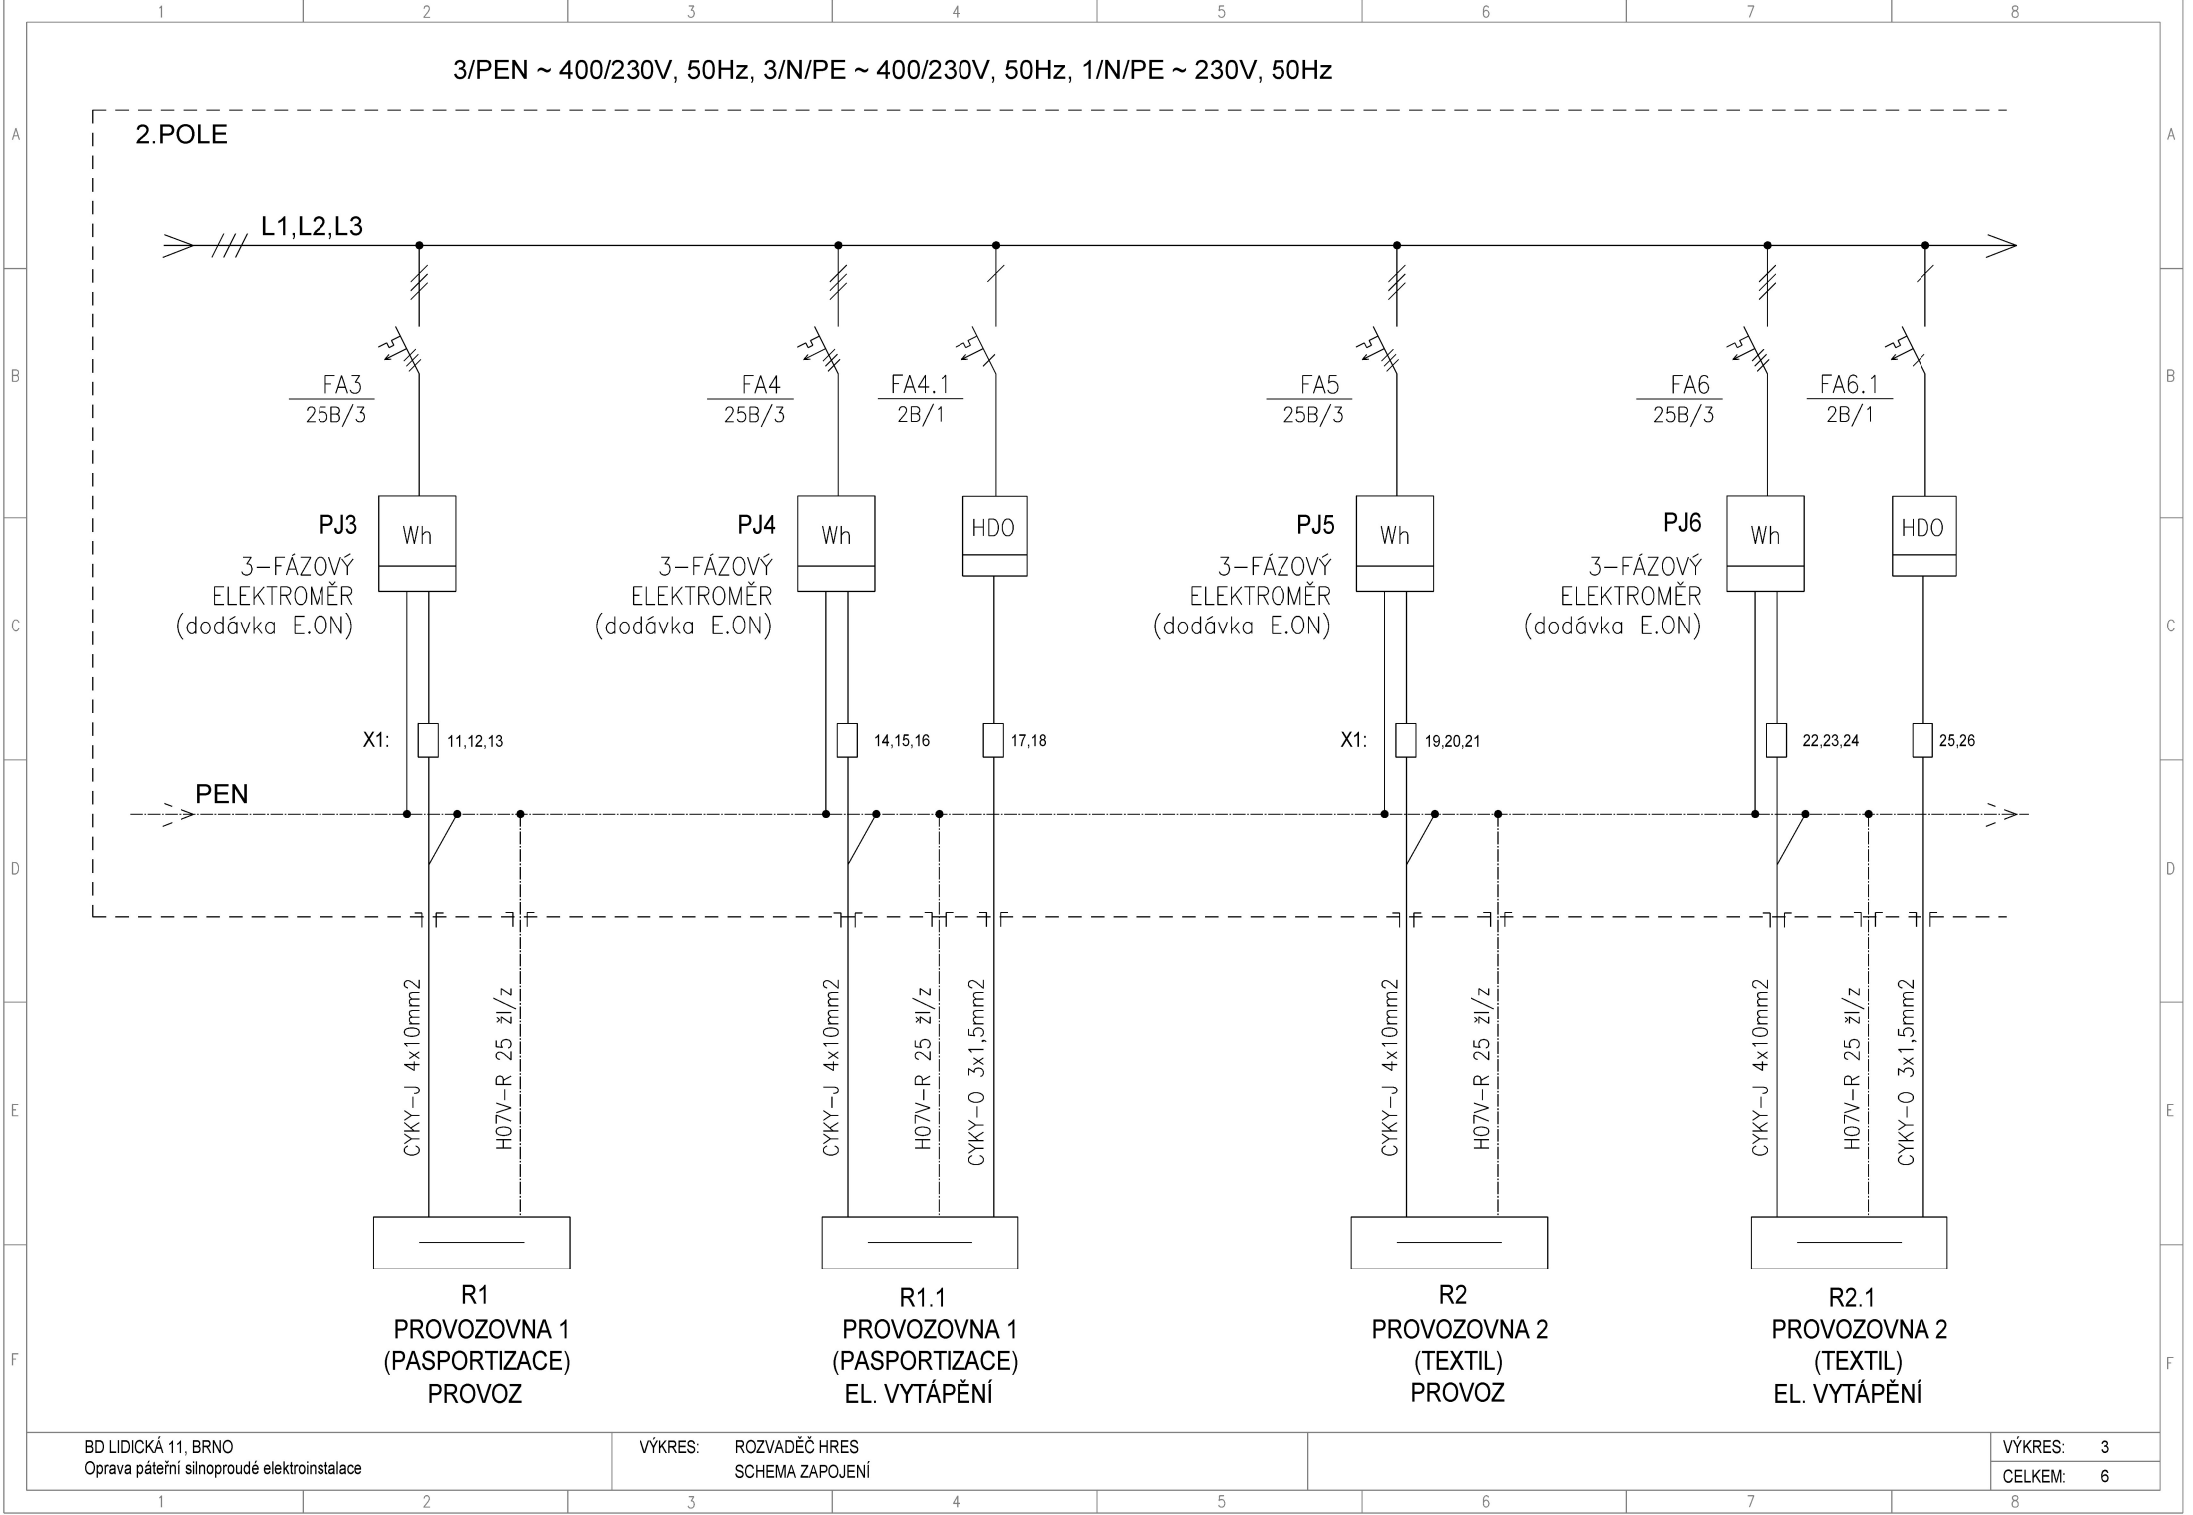 1 2 3 4 5 6 7 8
3/PEN ~ 400/230V, 50Hz, 3/N/PE ~ 400/230V, 50Hz, 1/N/PE ~ 230V, 50Hz
A A
2.POLE
L1,L2,L3
B B
FA3 FA4 FA4.1 FA5 FA6 FA6.1
25B/3 25B/3 2B/1 25B/3 25B/3 2B/1
PJ3 Wh PJ4 Wh HDO PJ5 Wh PJ6 Wh HDO
3-FÁZOVÝ 3-FÁZOVÝ 3-FÁZOVÝ 3-FÁZOVÝ
ELEKTROMĚR ELEKTROMĚR ELEKTROMĚR ELEKTROMĚR
C (dodávka E.ON) (dodávka E.ON) (dodávka E.ON) (dodávka E.ON) C
X1: 11,12,13 14,15,16 17,18 X1: 19,20,21 22,23,24 25,26
PEN
D D
CYKY-J 4x10mm2
H07V-R 25 žl/z
CYKY-J 4x10mm2
H07V-R 25 žl/z
CYKY-O 3x1,5mm2
CYKY-J 4x10mm2
H07V-R 25 žl/z
CYKY-J 4x10mm2
H07V-R 25 žl/z
CYKY-O 3x1,5mm2
E E
R1 R1.1 R2 R2.1
PROVOZOVNA 1 PROVOZOVNA 1 PROVOZOVNA 2 PROVOZOVNA 2
F (PASPORTIZACE) (PASPORTIZACE) (TEXTIL) (TEXTIL) F
PROVOZ EL. VYTÁPĚNÍ PROVOZ EL. VYTÁPĚNÍ
BD LIDICKÁ 11, BRNO VÝKRES: ROZVADĚČ HRES VÝKRES: 3
Oprava páteřní silnoproudé elektroinstalace SCHEMA ZAPOJENÍ CELKEM: 6
1 2 3 4 5 6 7 8